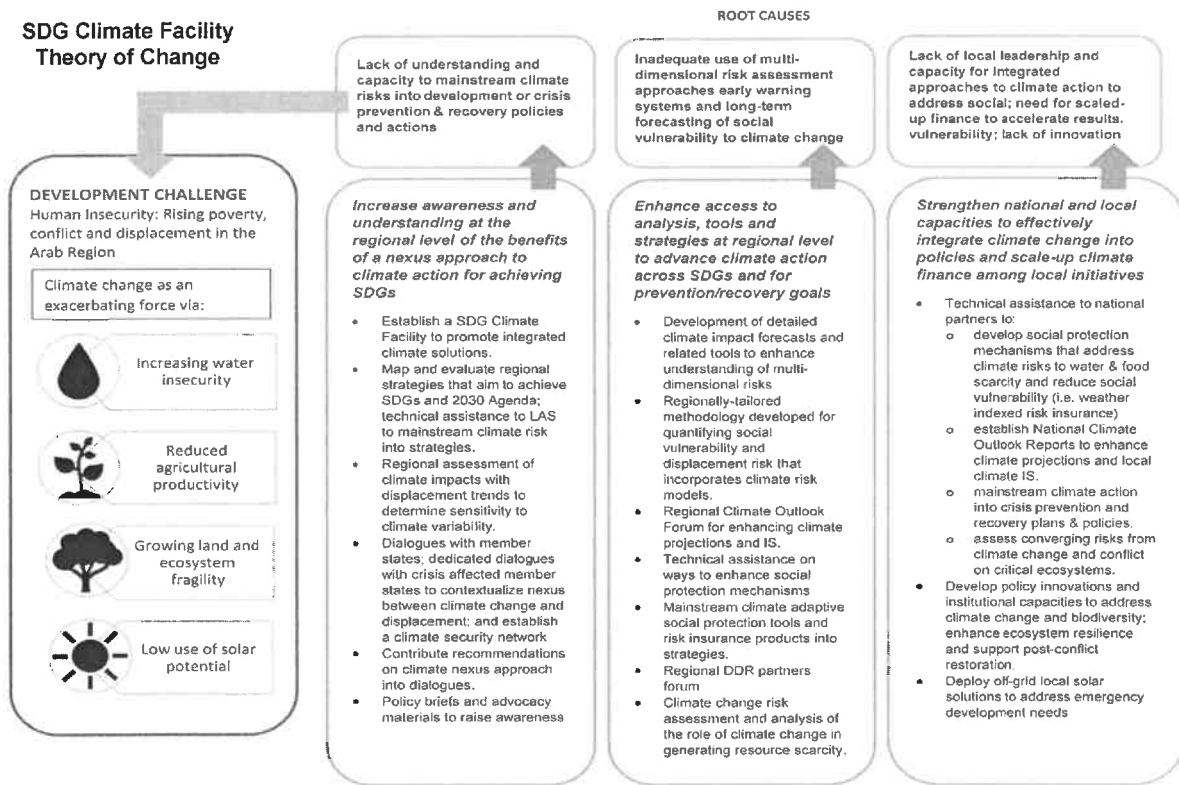 SDG Climate Facility
Theory of Change
ROOT CAUSES
Lack of understanding and
capacity to mainstream climate
risks into development or crisis
prevention & recovery policies
and actions
Inadequate use of multi-
dimensional risk assessment
approaches early warning
systems and long-term
forecasting of social
vulnerability to climate change
Lack of local leadership and
capacity for Integrated
approaches to climate action to
address social; need for scaled-
up finance to accelerate results.
vulnerability; lack of innovation
DEVELOPMENT CHALLENGE
Human Insecurity: Rising poverty,
conflict and displacement in the
Arab Region
Climate change as an
exacerbating force via:
Increasing water
insecurity
Reduced
agricultural
productivity
Growing land and
ecosystem
fragility
Low use of solar
potential
Increase awareness and
understanding at the
regional level of the benefits
of a nexus approach to
climate action for achieving
SDGs
• Establish a SDG Climate
Facility to promote integrated
climate solutions.
• Map and evaluate regional
strategies that aim to achieve
SDGs and 2030 Agenda;
technical assistance to LAS
to mainstream climate risk
into strategies.
• Regional assessment of
climate impacts with
displacement trends to
determine sensitivity to
climate variability.
• Dialogues with member
states; dedicated dialogues
with crisis affected member
states to contextualize nexus
between climate change and
displacement; and establish
a climate security network
• Contribute recommendations
on climate nexus approach
into dialogues.
• Policy briefs and advocacy
materials to raise awareness
Enhance access to
analysis, tools and
strategies at regional level
to advance climate action
across SDGs and for
prevention/recovery goals
• Development of detailed
climate impact forecasts and
related tools to enhance
understanding of multi-
dimensional risks
• Regionally-tailored
methodology developed for
quantifying social
vulnerability and
displacement risk that
incorporates climate risk
models.
• Regional Climate Outlook
Forum for enhancing climate
projections and IS.
• Technical assistance on
ways to enhance social
protection mechanisms
• Mainstream climate adaptive
social protection tools and
risk insurance products into
strategies.
• Regional DDR partners
forum
• Climate change risk
assessment and analysis of
the role of climate change in
generating resource scarcity.
Strengthen national and local
capacities to effectively
integrate climate change into
policies and scale-up climate
finance among local initiatives
• Technical assistance to national
partners to:
o develop social protection
mechanisms that address
climate risks to water & food
scarcity and reduce social
vulnerability (i.e. weather
indexed risk insurance)
o establish National Climate
Outlook Reports to enhance
climate projections and local
climate IS.
o mainstream climate action
into crisis prevention and
recovery plans & policies.
o assess converging risks from
climate change and conflict
on critical ecosystems.
• Develop policy innovations and
institutional capacities to address
climate change and biodiversity;
enhance ecosystem resilience
and support post-conflict
restoration.
• Deploy off-grid local solar
solutions to address emergency
development needs